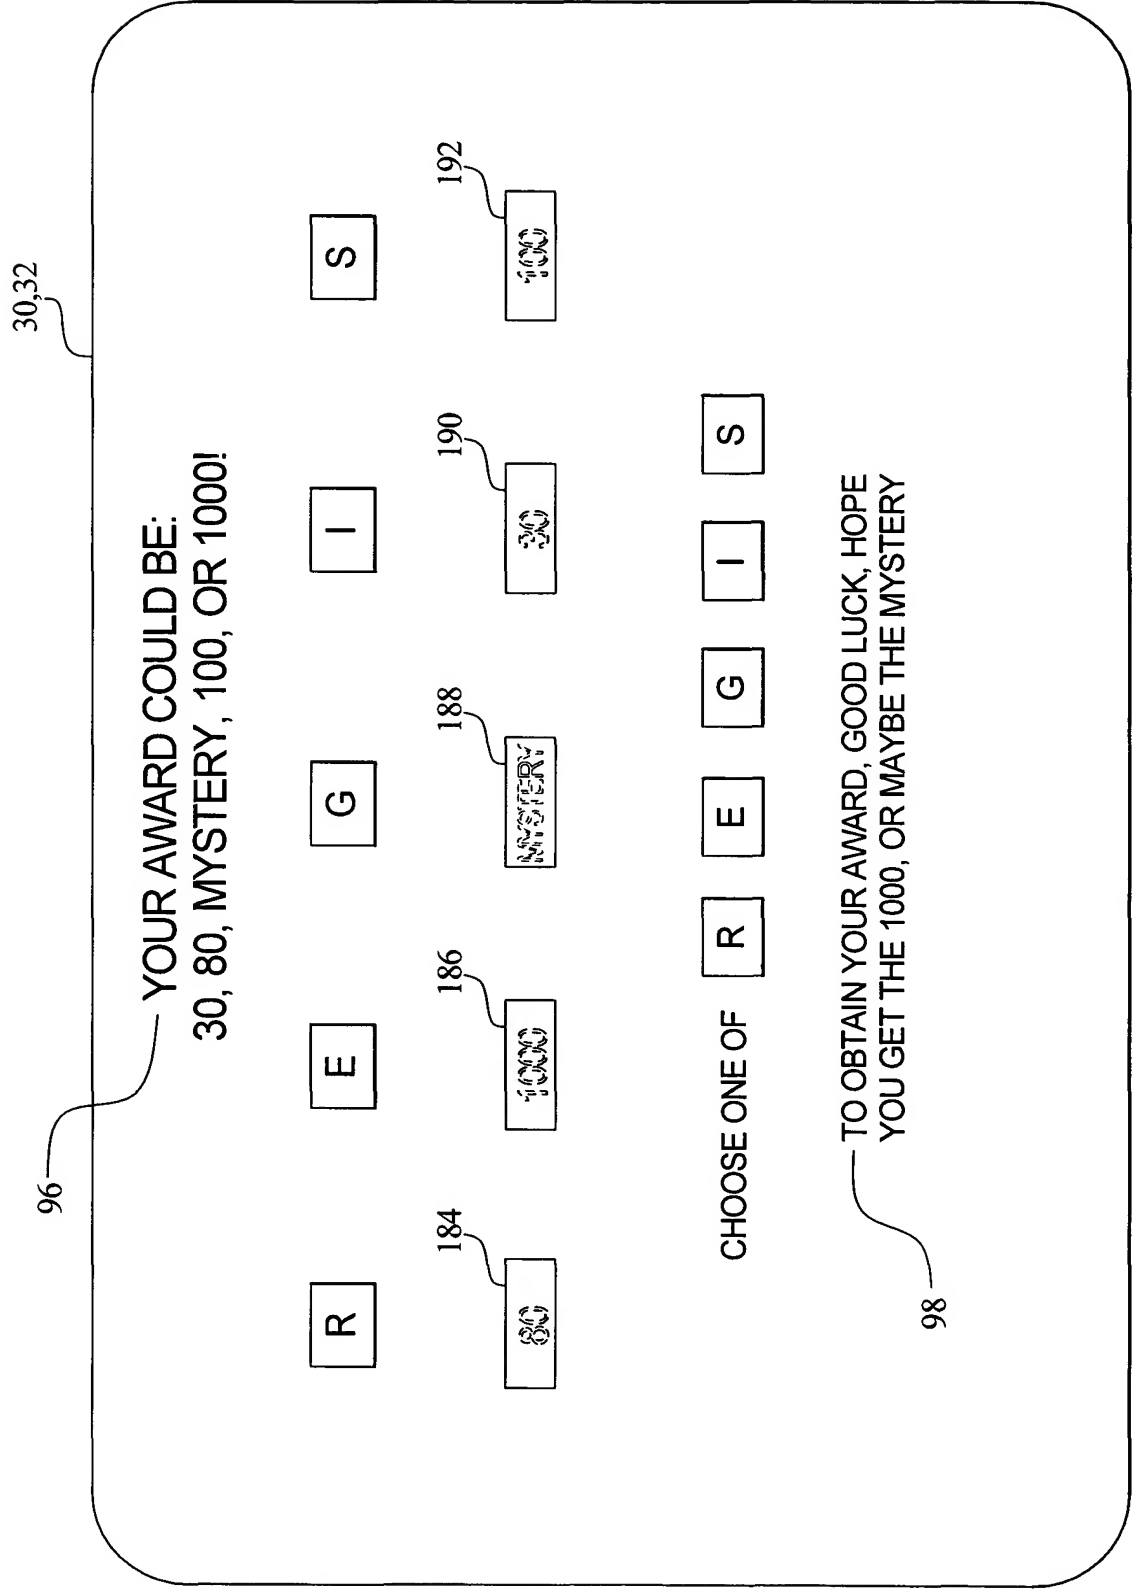 30,32
96
YOUR AWARD COULD BE:
30, 80, MYSTERY, 100, OR 1000!
R E G I S
184 186 188 190 192
80 1000 MYSTERY 30 100
CHOOSE ONE OF R E G I S
TO OBTAIN YOUR AWARD, GOOD LUCK, HOPE
YOU GET THE 1000, OR MAYBE THE MYSTERY
98